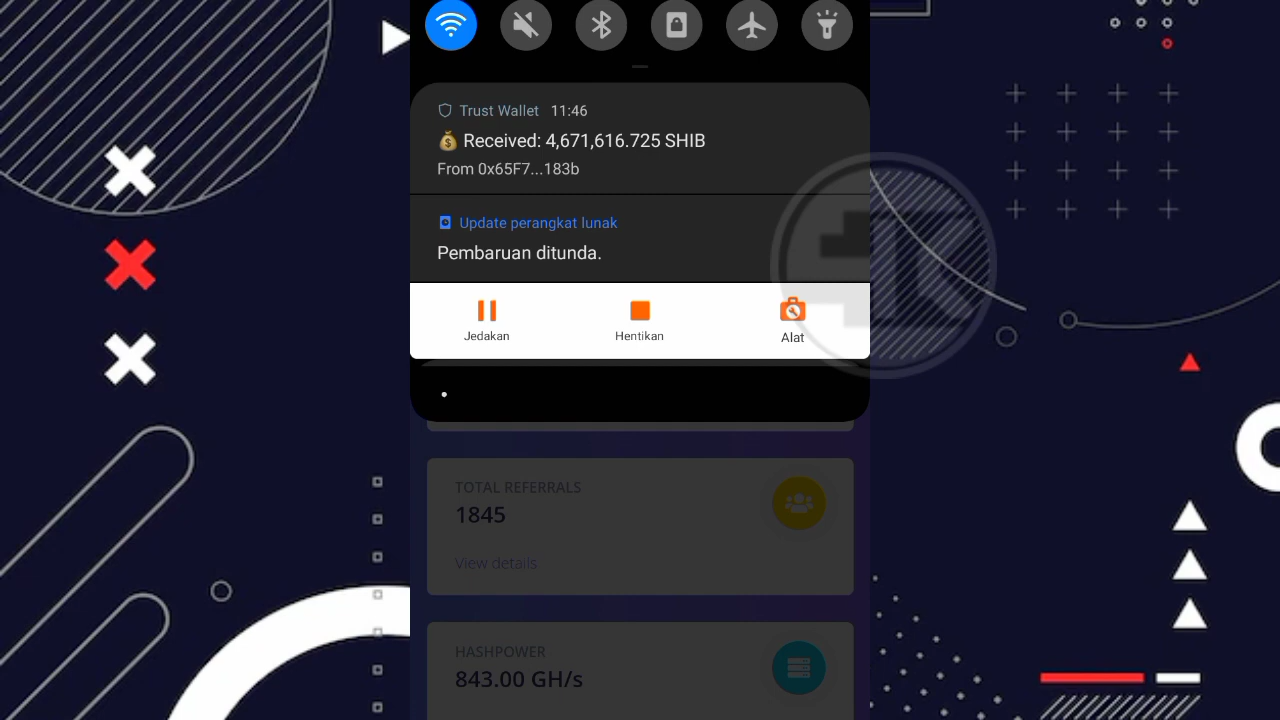 Trust Wallet 11:46
💰 Received: 4,671,616.725 SHIB
From 0x65F7...183b
Update perangkat lunak
Pembaruan ditunda.
Jedakan Hentikan Alat
TOTAL REFERRALS
1845
View details
HASHPOWER
843.00 GH/s